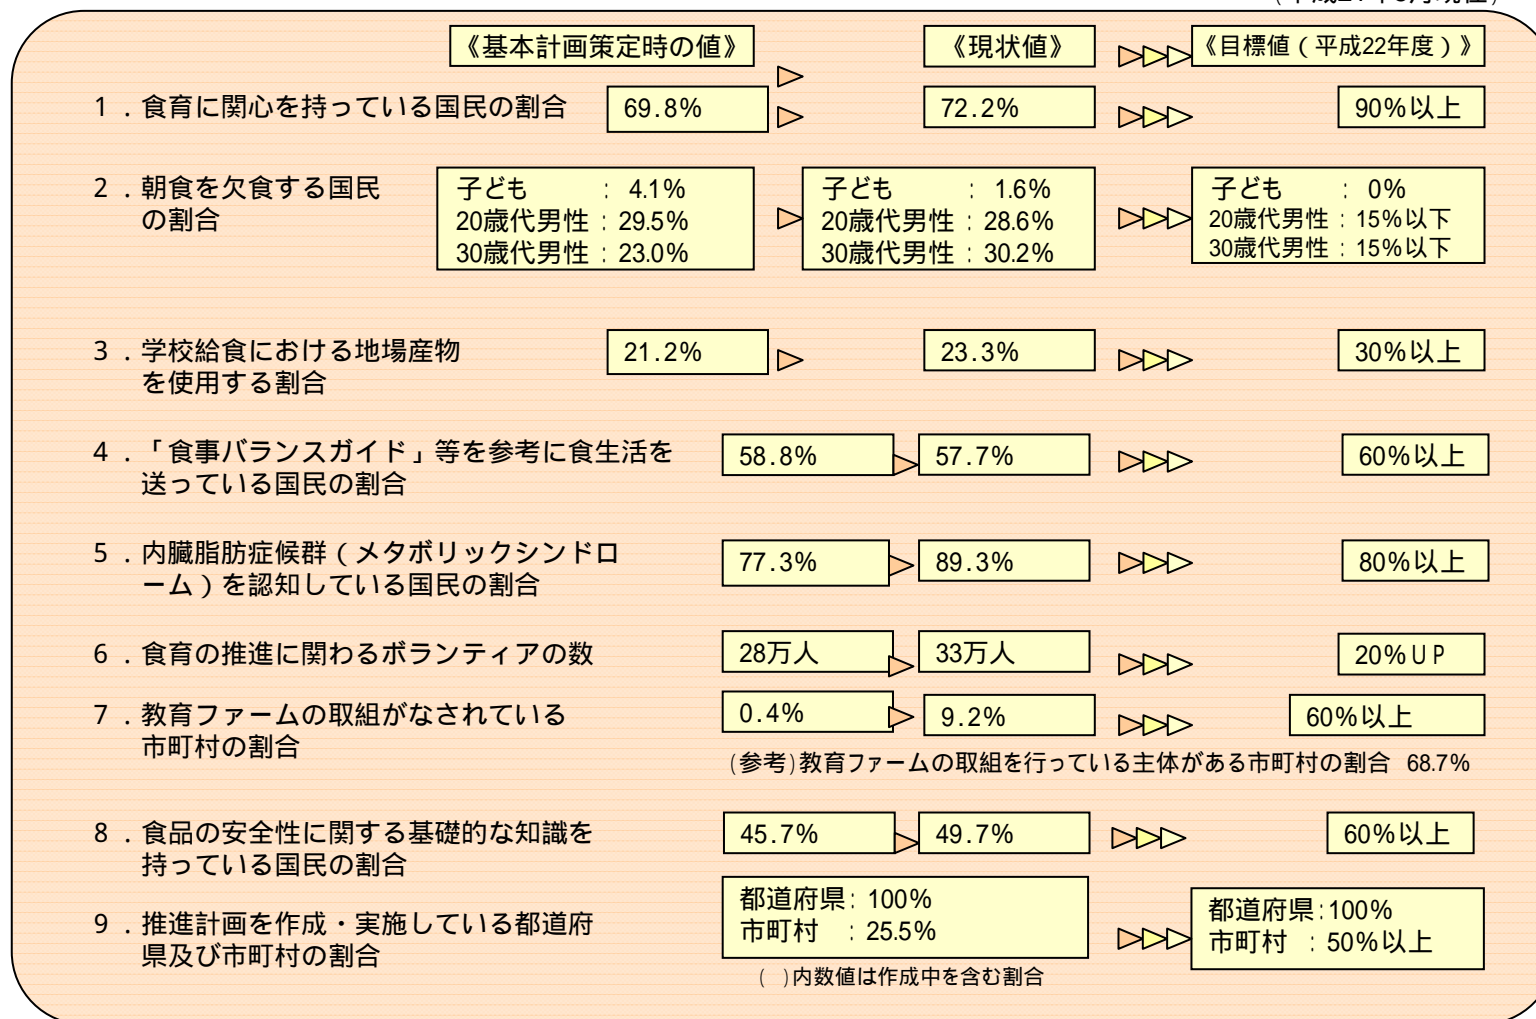 《基本計画策定時の値》 《現状値》 《目標値(平成22年度)》
1.食育に関心を持っている国民の割合 69.8% 72.2% 90%以上
2.朝食を欠食する国民
の割合
子ども : 4.1%
20歳代男性 : 29.5%
30歳代男性 : 23.0%
子ども : 1.6%
20歳代男性 : 28.6%
30歳代男性 : 30.2%
子ども : 0%
20歳代男性 : 15%以下
30歳代男性 : 15%以下
3.学校給食における地場産物
を使用する割合
21.2% 23.3% 30%以上
4.「食事バランスガイド」等を参考に食生活を
送っている国民の割合
58.8% 57.7% 60%以上
5.内臓脂肪症候群(メタボリックシンドロ
ーム)を認知している国民の割合
77.3% 89.3% 80%以上
6.食育の推進に関わるボランティアの数 28万人 33万人 20%UP
7.教育ファームの取組がなされている
市町村の割合
0.4% 9.2% 60%以上
(参考)教育ファームの取組を行っている主体がある市町村の割合 68.7%
8.食品の安全性に関する基礎的な知識を
持っている国民の割合
45.7% 49.7% 60%以上
9.推進計画を作成・実施している都道府
県及び市町村の割合
都道府県: 100%
市町村 : 25.5%
都道府県:100%
市町村 : 50%以上
( )内数値は作成中を含む割合